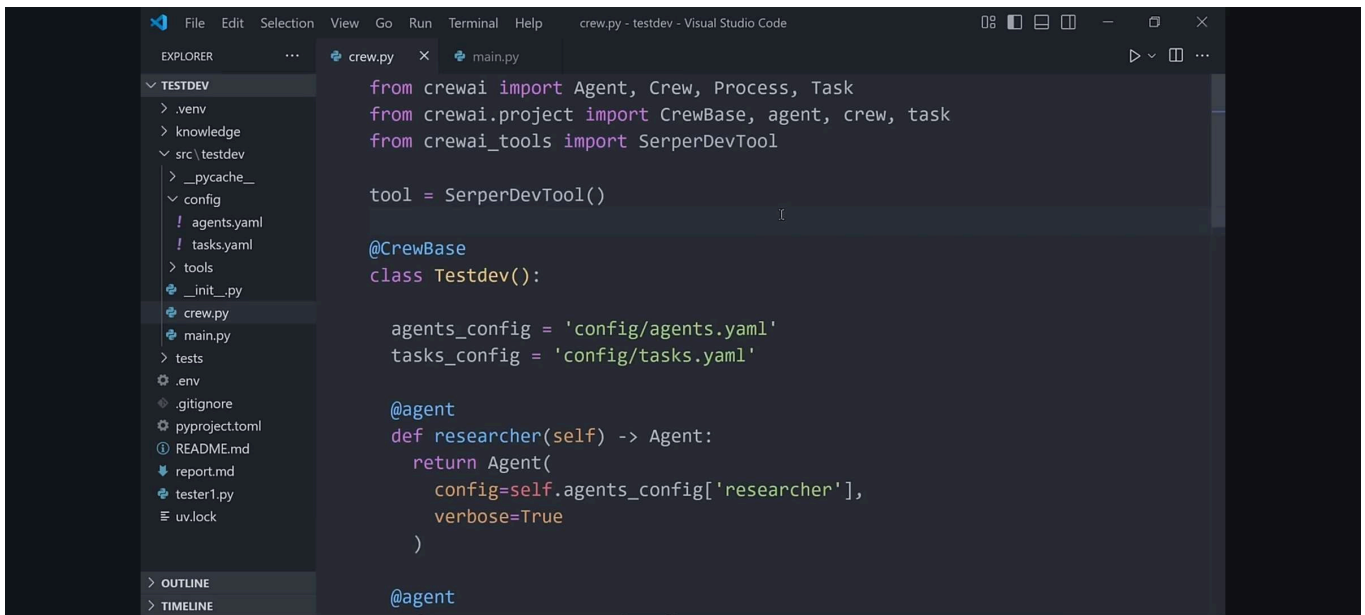 File Edit Selection View Go Run Terminal Help crew.py - testdev - Visual Studio Code
EXPLORER
crew.py
main.py
TESTDEV
.venv
knowledge
src\testdev
__pycache__
config
agents.yaml
tasks.yaml
tools
__init__.py
crew.py
main.py
tests
.env
.gitignore
pyproject.toml
README.md
report.md
tester1.py
uv.lock
OUTLINE
TIMELINE
from crewai import Agent, Crew, Process, Task
from crewai.project import CrewBase, agent, crew, task
from crewai_tools import SerperDevTool
tool = SerperDevTool()
@CrewBase
class Testdev():
agents_config = 'config/agents.yaml'
tasks_config = 'config/tasks.yaml'
@agent
def researcher(self) -> Agent:
return Agent(
config=self.agents_config['researcher'],
verbose=True
)
@agent